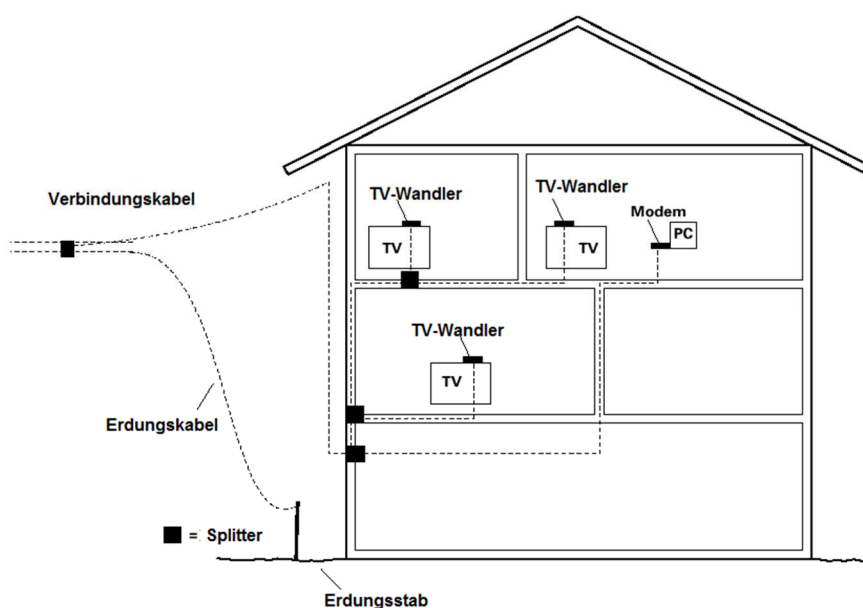 TV-Wandler
TV-Wandler
Verbindungskabel
Modem
TV
TV
PC
TV-Wandler
TV
Erdungskabel
= Splitter
Erdungsstab